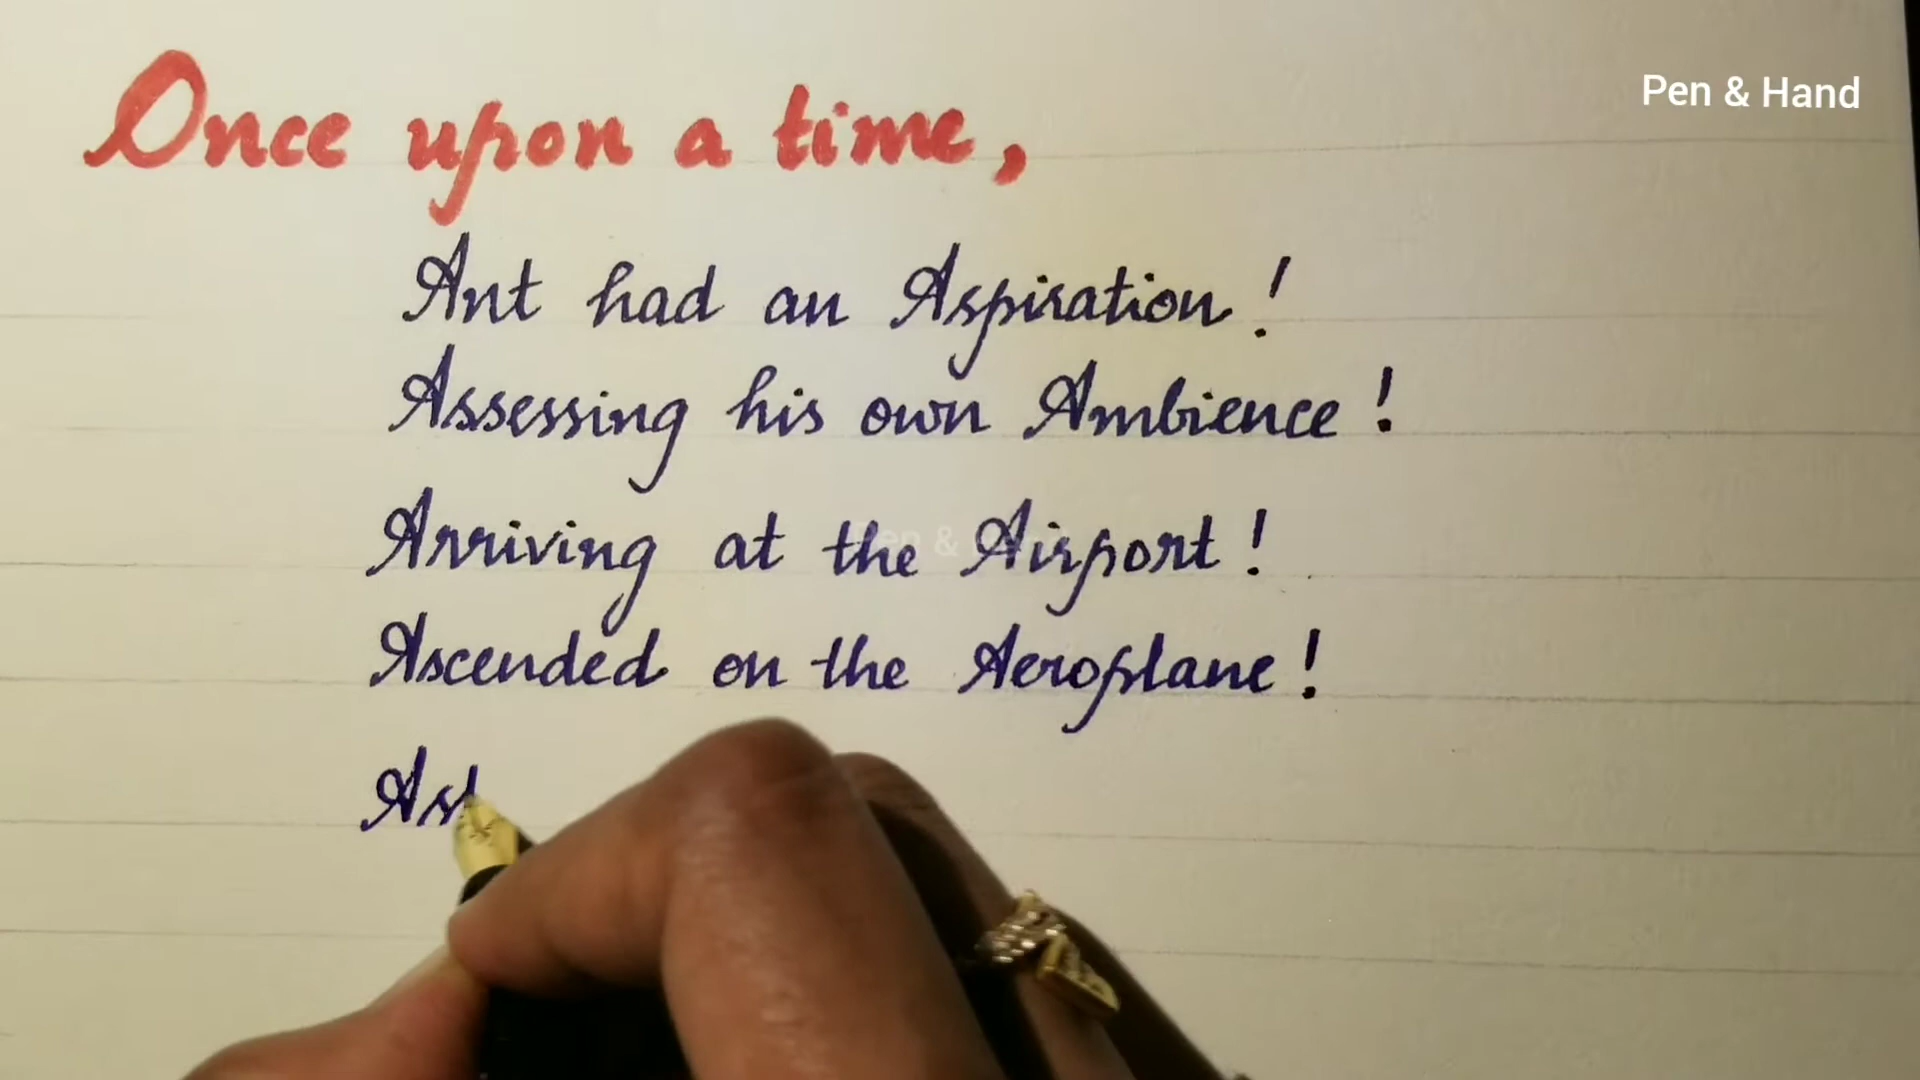 Pen & Hand
Once upon a time,
Ant had an Aspiration!
Assessing his own Ambience!
Arriving at the Airport!
Ascended on the Aeroplane!